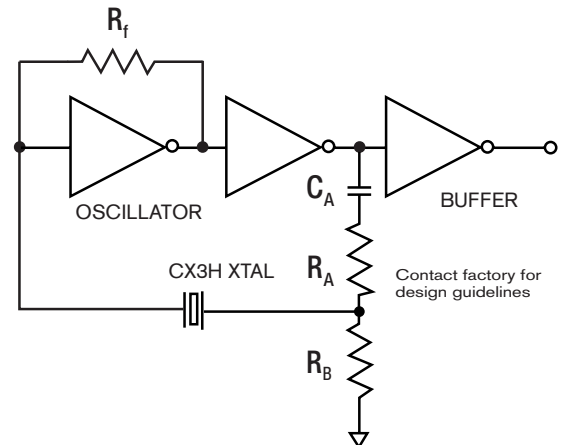 Rf
OSCILLATOR
CA
BUFFER
CX3H XTAL
RA
Contact factory for
design guidelines
RB